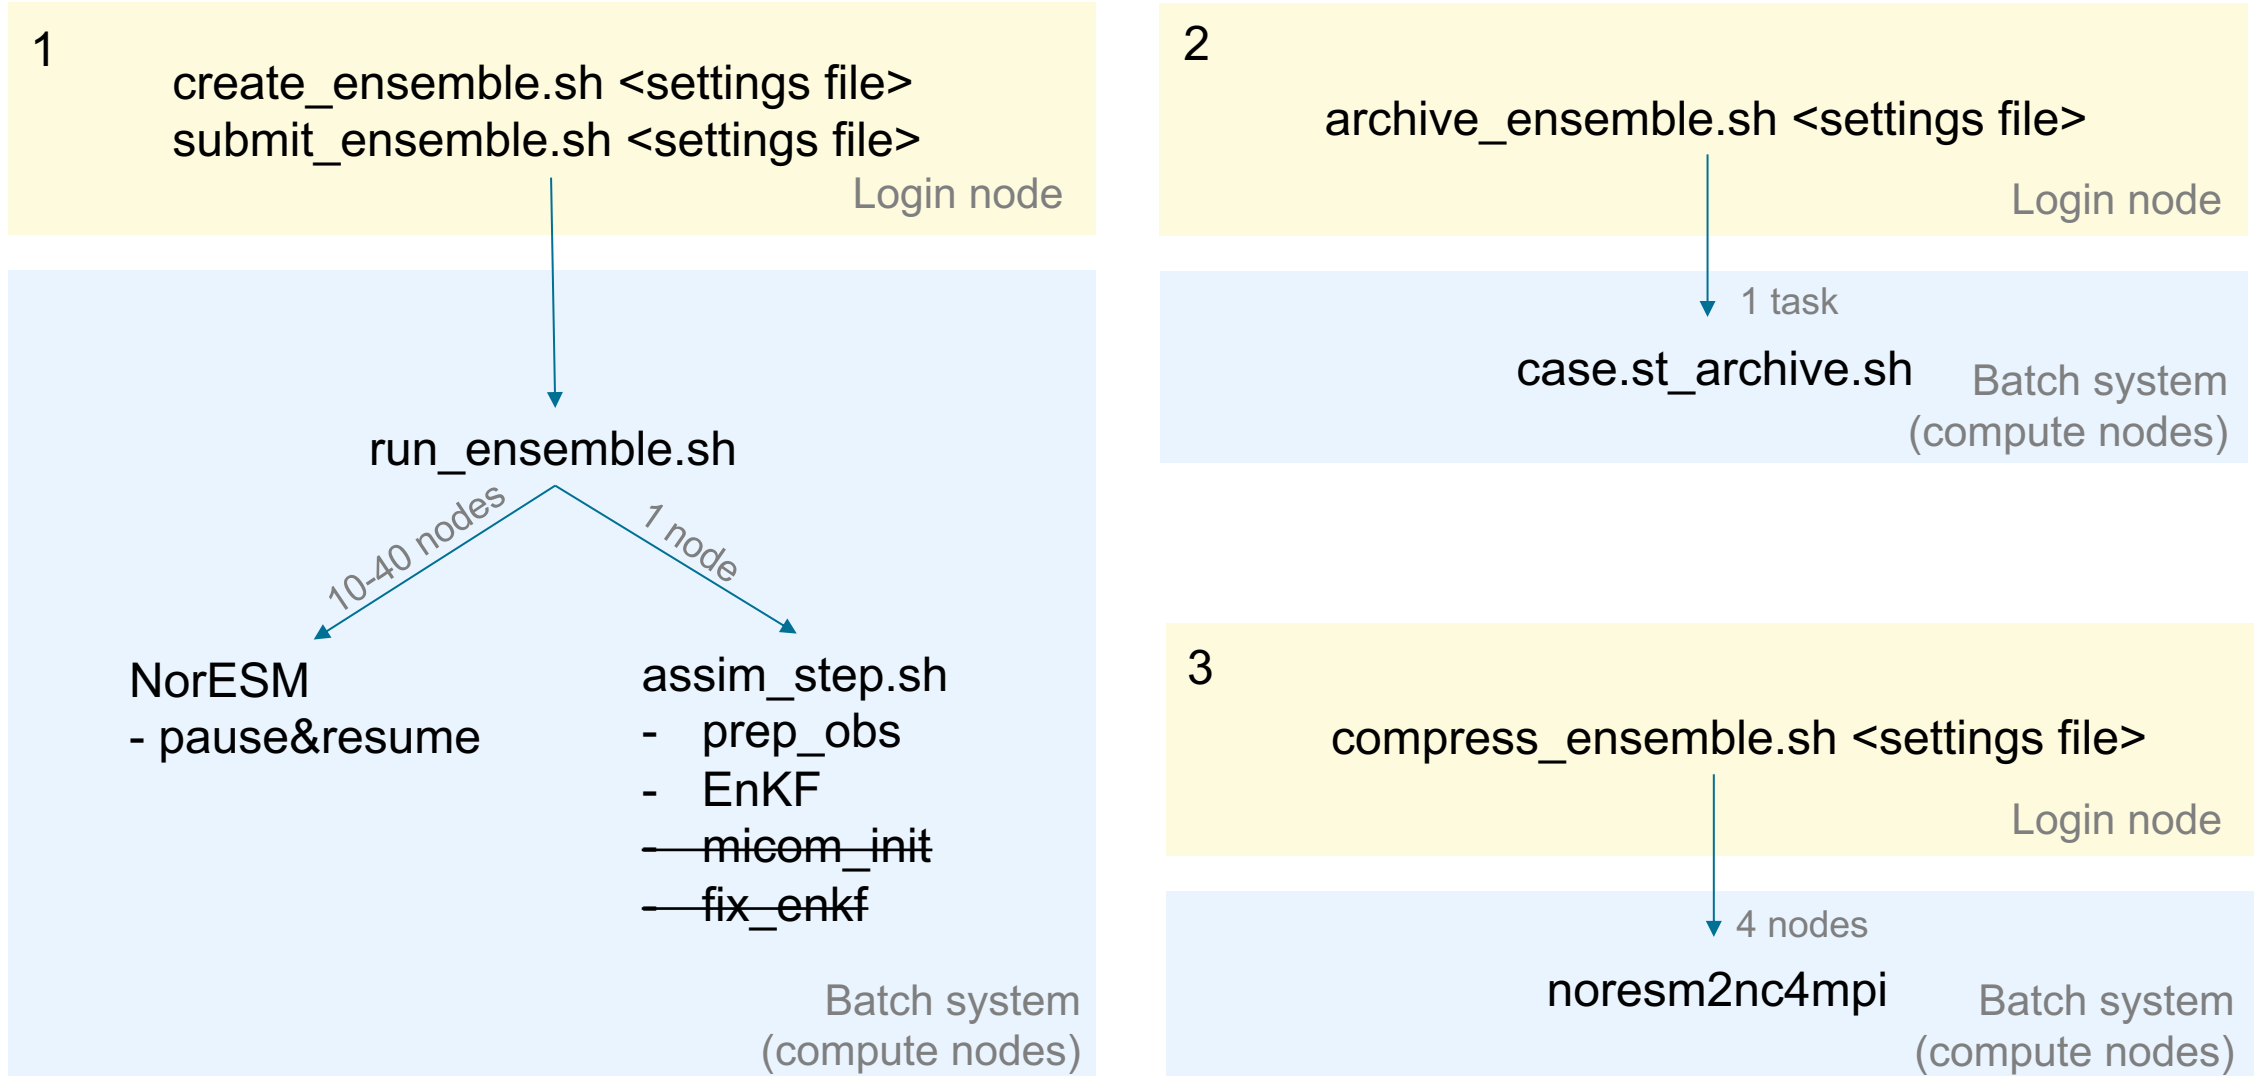 1
create_ensemble.sh <settings file>
submit_ensemble.sh <settings file>
Login node
run_ensemble.sh
10-40 nodes
1 node
NorESM
- pause&resume
assim_step.sh
- prep_obs
- EnKF
- micom_init
- fix_enkf
Batch system
(compute nodes)
2
archive_ensemble.sh <settings file>
Login node
1 task
case.st_archive.sh
Batch system
(compute nodes)
3
compress_ensemble.sh <settings file>
Login node
4 nodes
noresm2nc4mpi
Batch system
(compute nodes)